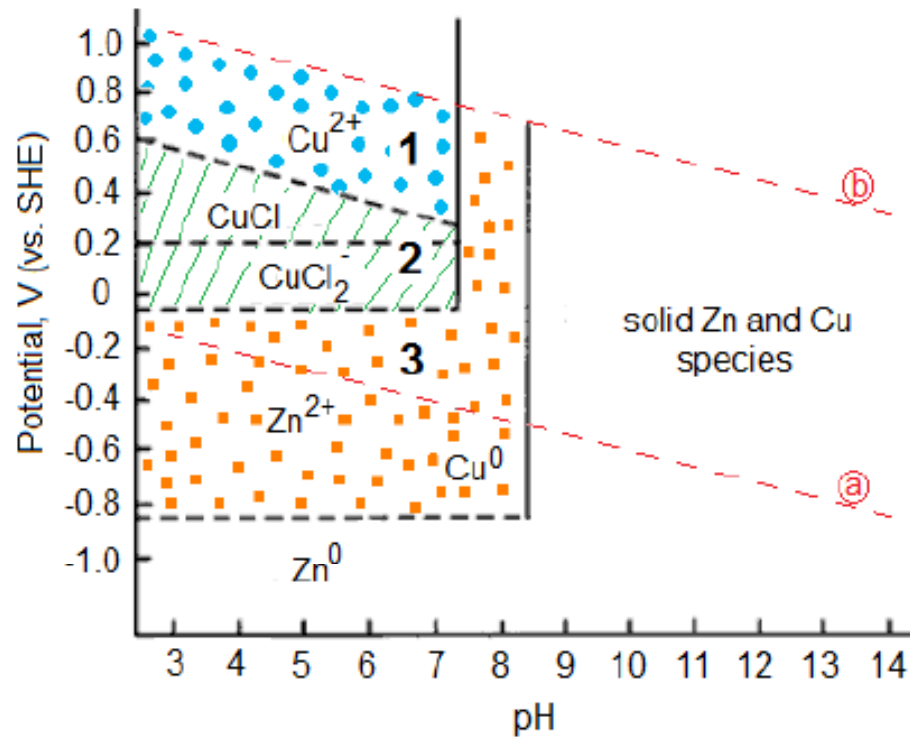 Potential, V (vs. SHE)
1.0
0.8
0.6
0.4
0.2
0
-0.2
-0.4
-0.6
-0.8
-1.0
Cu²⁺
1
CuCl
2
CuCl₂⁻
3
Zn²⁺
Cu⁰
Zn⁰
solid Zn and Cu
species
b
a
3 4 5 6 7 8 9 10 11 12 13 14
pH